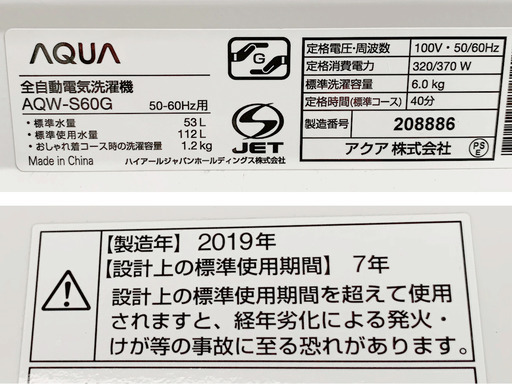 AQUA
全自動電気洗濯機
AQW-S60G 50-60Hz用
・標準水量 53L
・標準使用水量 112L
・おしゃれ着コース時の洗濯容量 1.2kg
Made in China ハイアールジャパンホールディングス株式会社
G
S
JET
定格電圧・周波数 100V・50/60Hz
定格消費電力 320/370 W
標準洗濯容量 6.0kg
定格時間(標準コース) 40分
製造番号 208886
アクア 株式会社
PS
E
【製造年】2019年
【設計上の標準使用期間】 7年
設計上の標準使用期間を超えて使用
されますと、経年劣化による発火・
けが等の事故に至る恐れがあります。